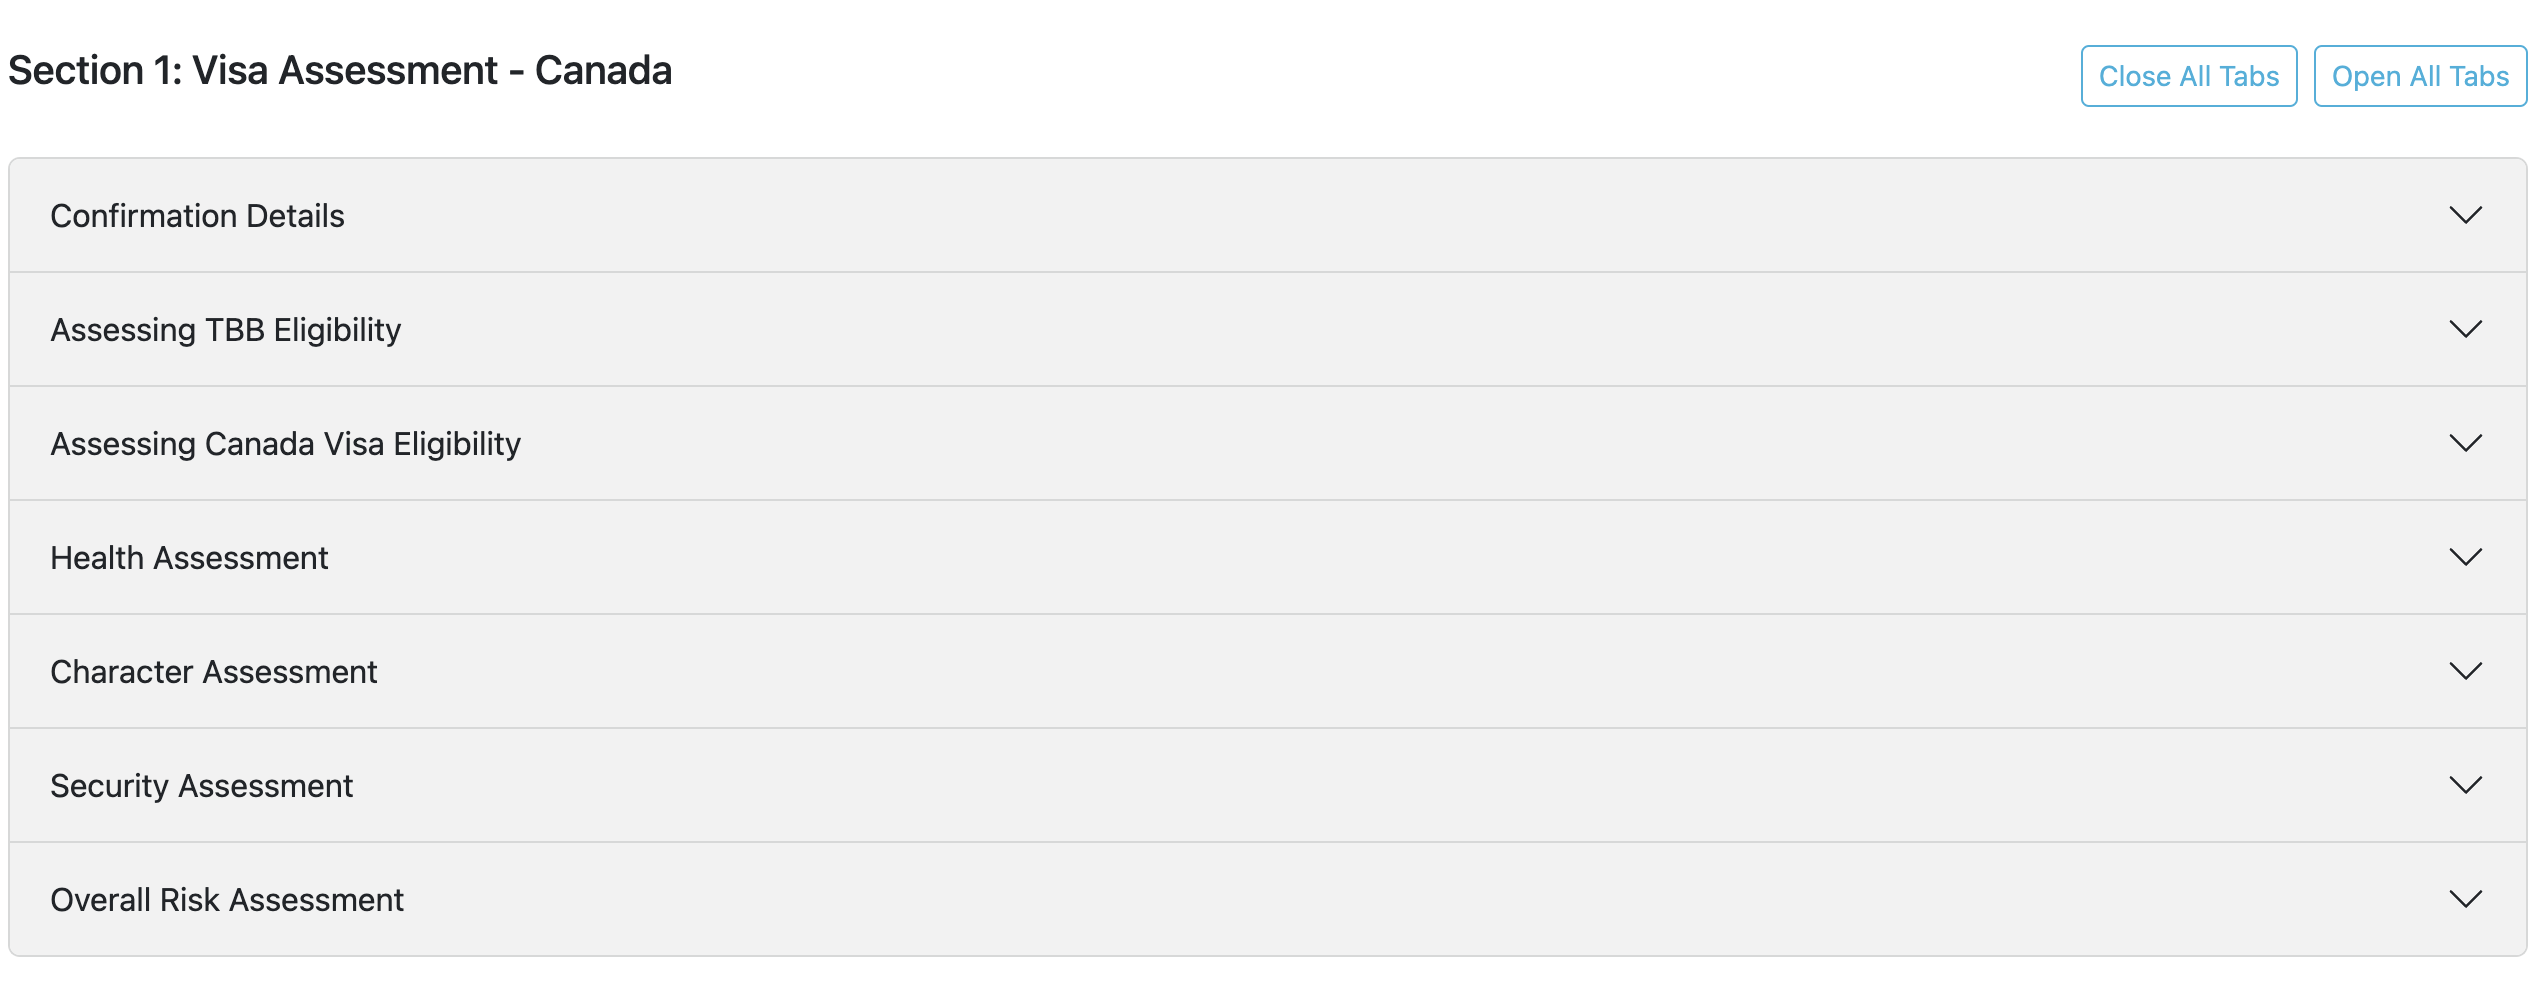 Section 1: Visa Assessment - Canada
Close All Tabs
Open All Tabs
Confirmation Details
Assessing TBB Eligibility
Assessing Canada Visa Eligibility
Health Assessment
Character Assessment
Security Assessment
Overall Risk Assessment